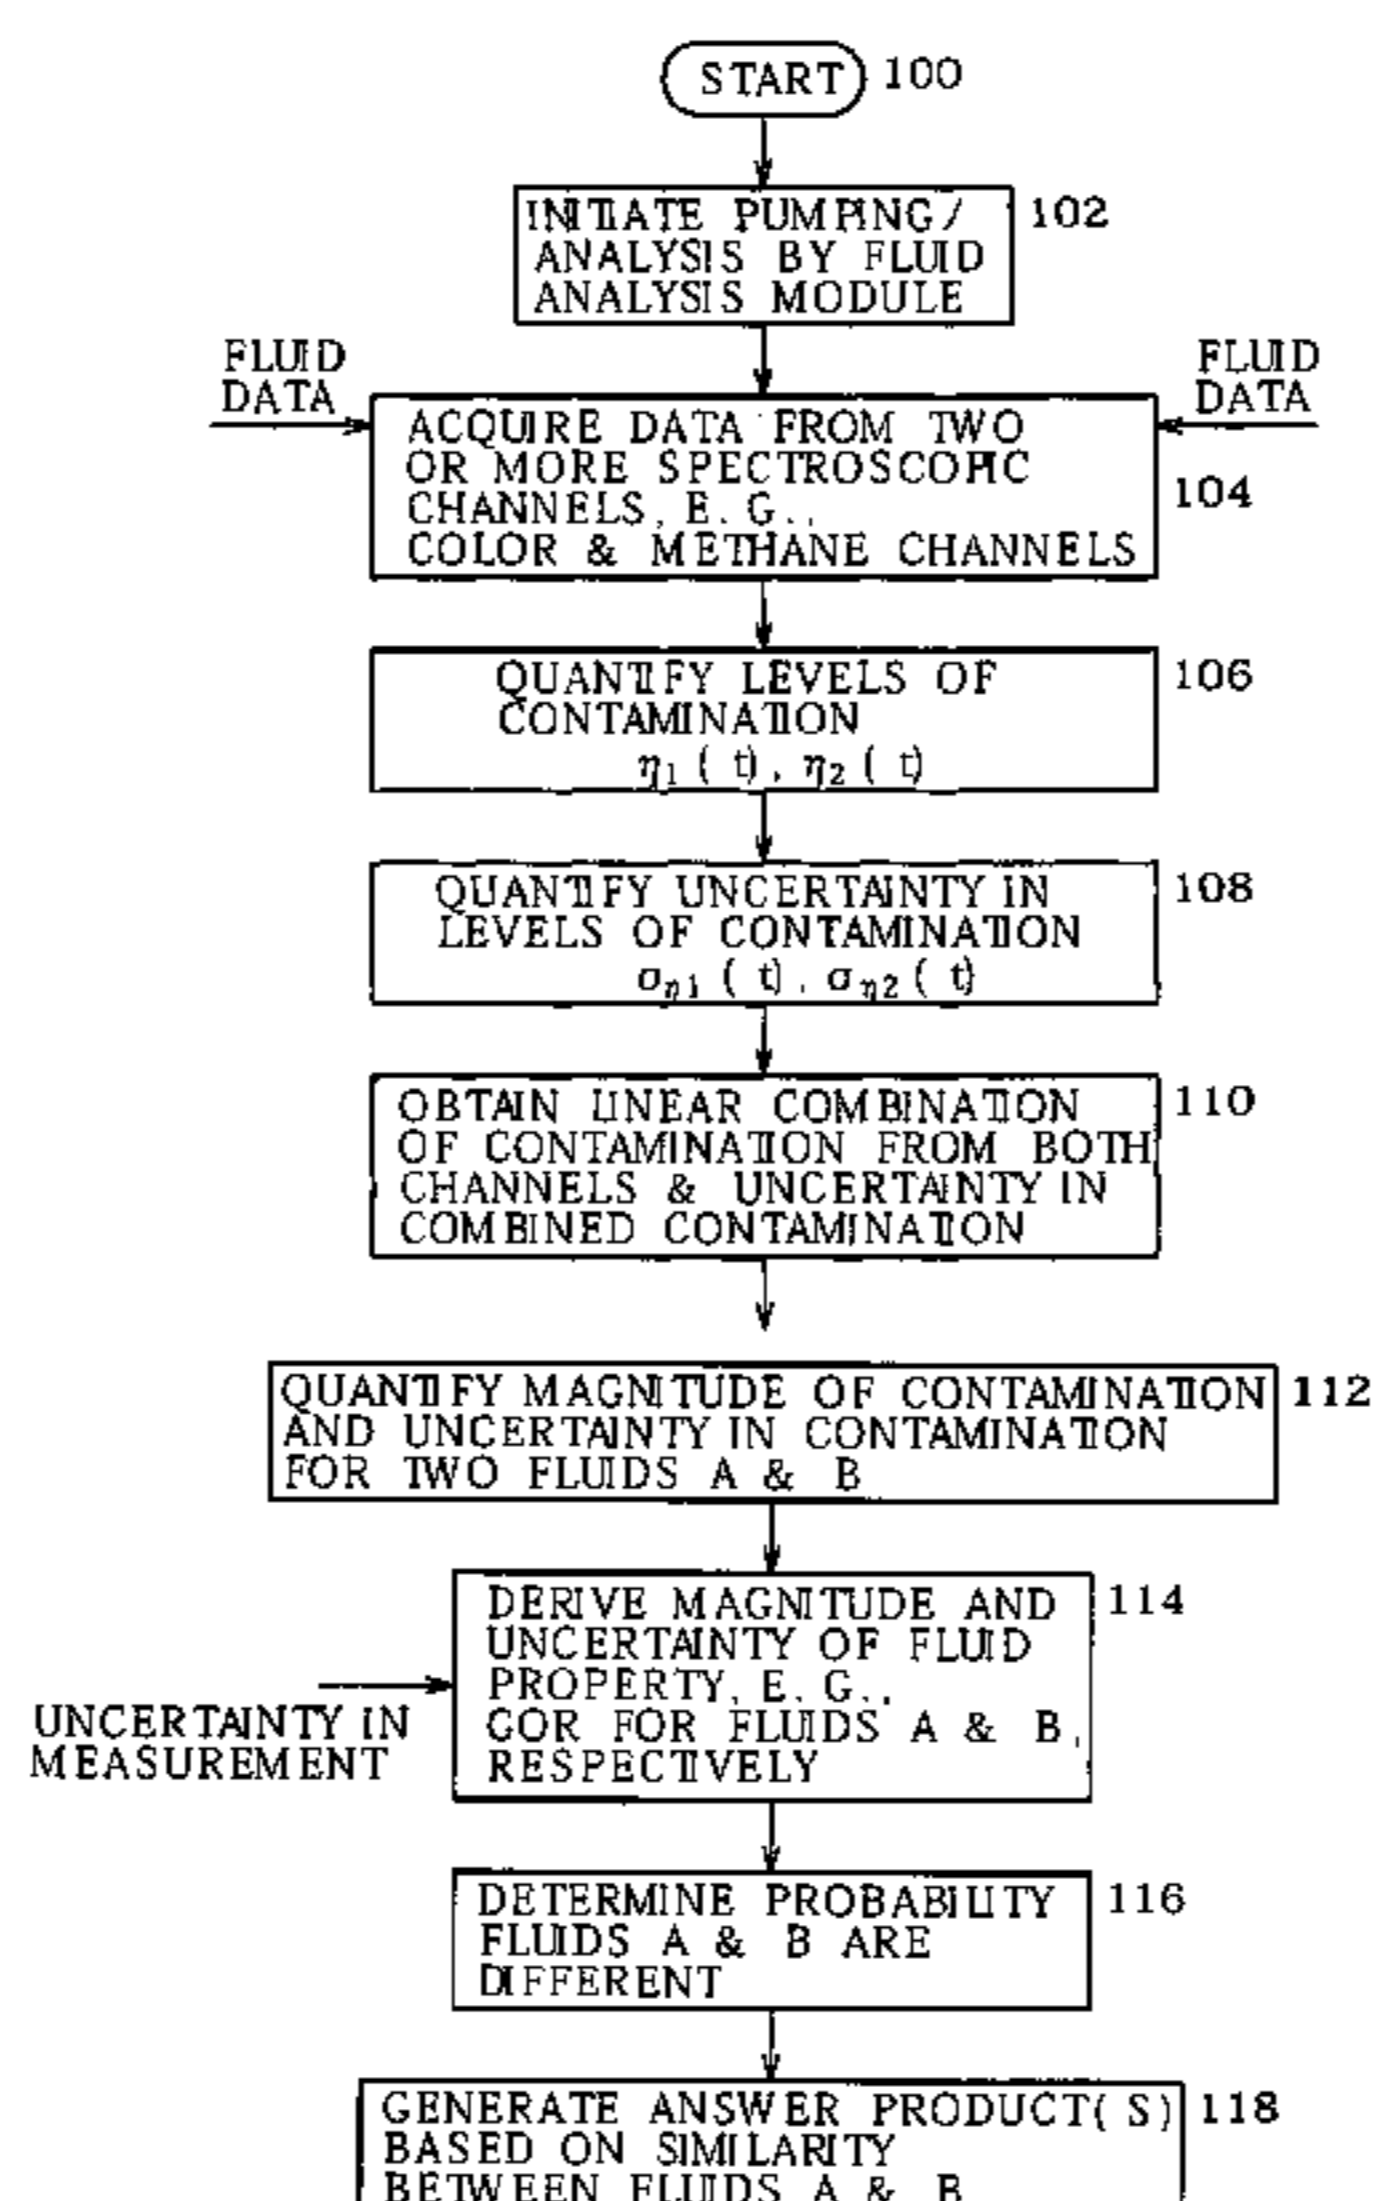 START 100
INITIATE PUMPING/ 102
ANALYSIS BY FLUID
ANALYSIS MODULE
FLUID
DATA
FLUID
DATA
ACQUIRE DATA FROM TWO
OR MORE SPECTROSCOPIC
CHANNELS, E.G.,
COLOR & METHANE CHANNELS
104
QUANTIFY LEVELS OF 106
CONTAMINATION
η1 (t), η2 (t)
QUANTIFY UNCERTAINTY IN 108
LEVELS OF CONTAMINATION
ση1 (t), ση2 (t)
OBTAIN LINEAR COMBINATION 110
OF CONTAMINATION FROM BOTH
CHANNELS & UNCERTAINTY IN
COMBINED CONTAMINATION
QUANTIFY MAGNITUDE OF CONTAMINATION 112
AND UNCERTAINTY IN CONTAMINATION
FOR TWO FLUIDS A & B
DERIVE MAGNITUDE AND 114
UNCERTAINTY OF FLUID
PROPERTY, E.G.,
GOR FOR FLUIDS A & B,
RESPECTIVELY
UNCERTAINTY IN
MEASUREMENT
DETERMINE PROBABILITY 116
FLUIDS A & B ARE
DIFFERENT
GENERATE ANSWER PRODUCT(S) 118
BASED ON SIMILARITY
BETWEEN FLUIDS A & B